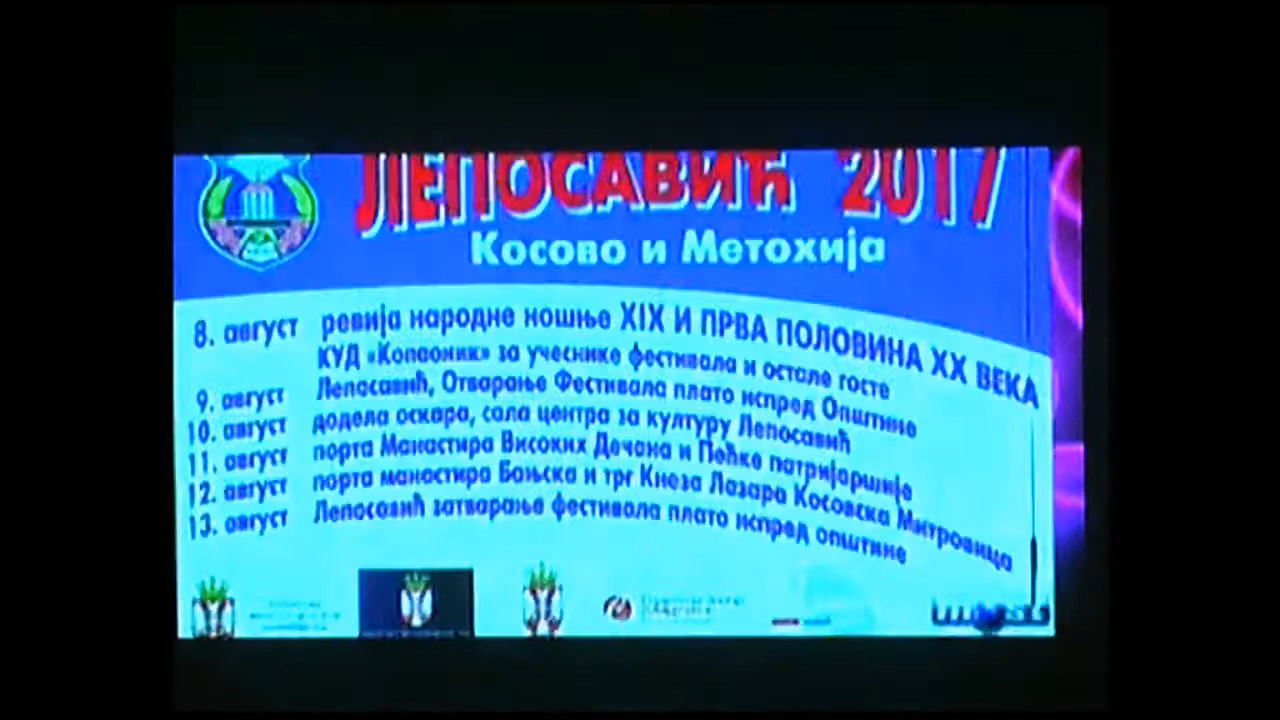 ЛЕПОСАВИЋ 2017
Косово и Метохија
8. август ревија народне ношње XIX И ПРВА ПОЛОВИНА XX ВЕКА
КУД «Копаоник» за учеснике фестивала и остале госте
9. август Лепосавић, Отварање Фестивала плато испред Општине
10. август додела оскара, сала центра за културу Лепосавић
11. август порта Манастира Високих Дечана и Пећке патријаршије
12. август порта манастира Бањска и трг Кнеза Лазара Косовска Митровица
13. август Лепосавић затварање фестивала плато испред општине